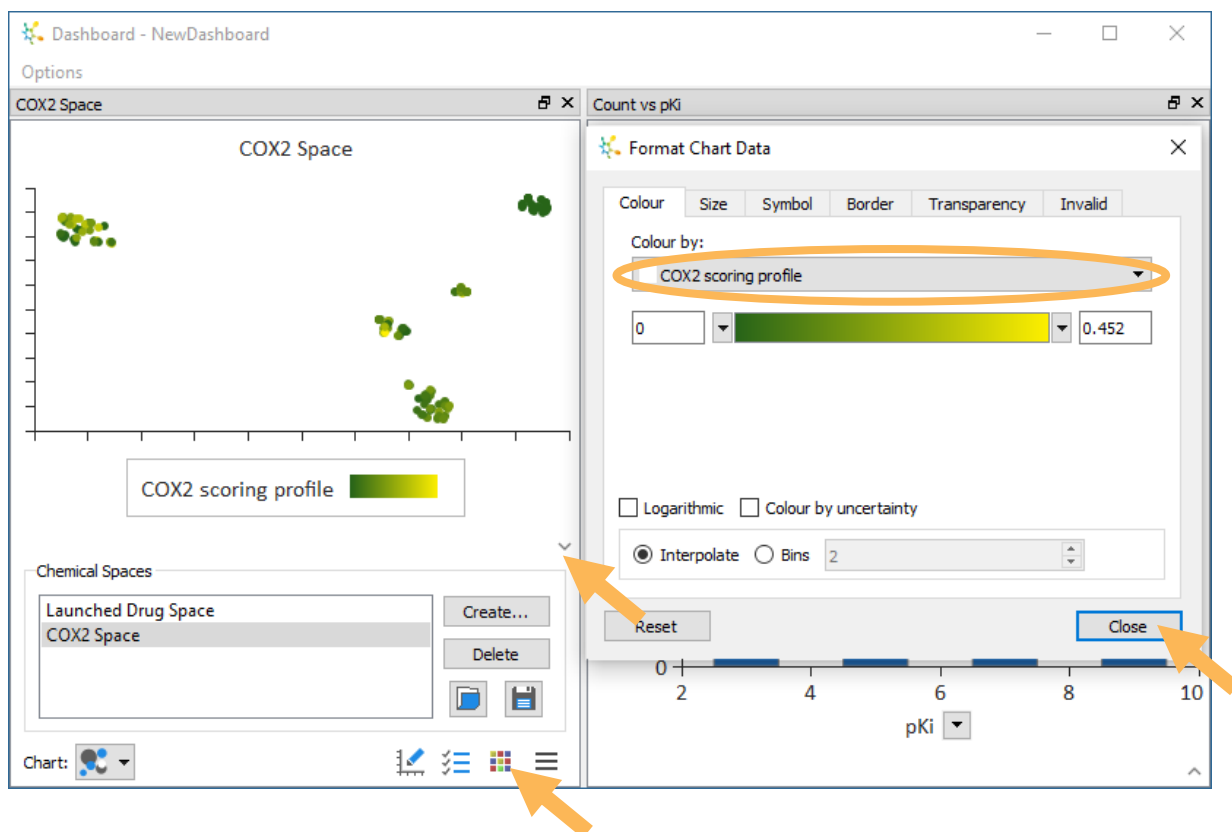 Dashboard - NewDashboard
Options
COX2 Space
COX2 Space
COX2 scoring profile
Chemical Spaces
Launched Drug Space
COX2 Space
Create...
Delete
Chart:
Count vs pKi
Format Chart Data
Colour Size Symbol Border Transparency Invalid
Colour by:
COX2 scoring profile
0 0.452
Logarithmic Colour by uncertainty
Interpolate Bins 2
Reset Close
0
2 4 6 8 10
pKi